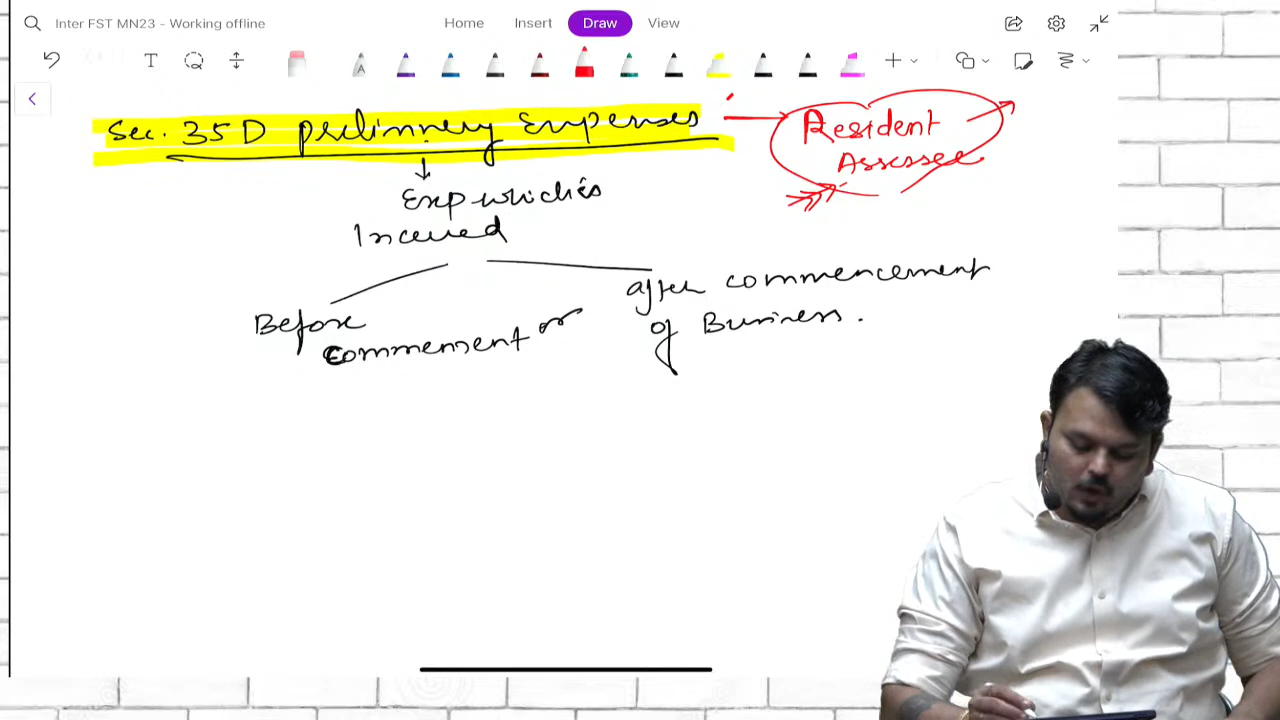 Inter FST MN23 - Working offline
Home Insert Draw View
Sec. 35D prelimnery Expenses
Resident
Assessee
Exp which is
Incurred
after commencement
of Business.
Before
commement or